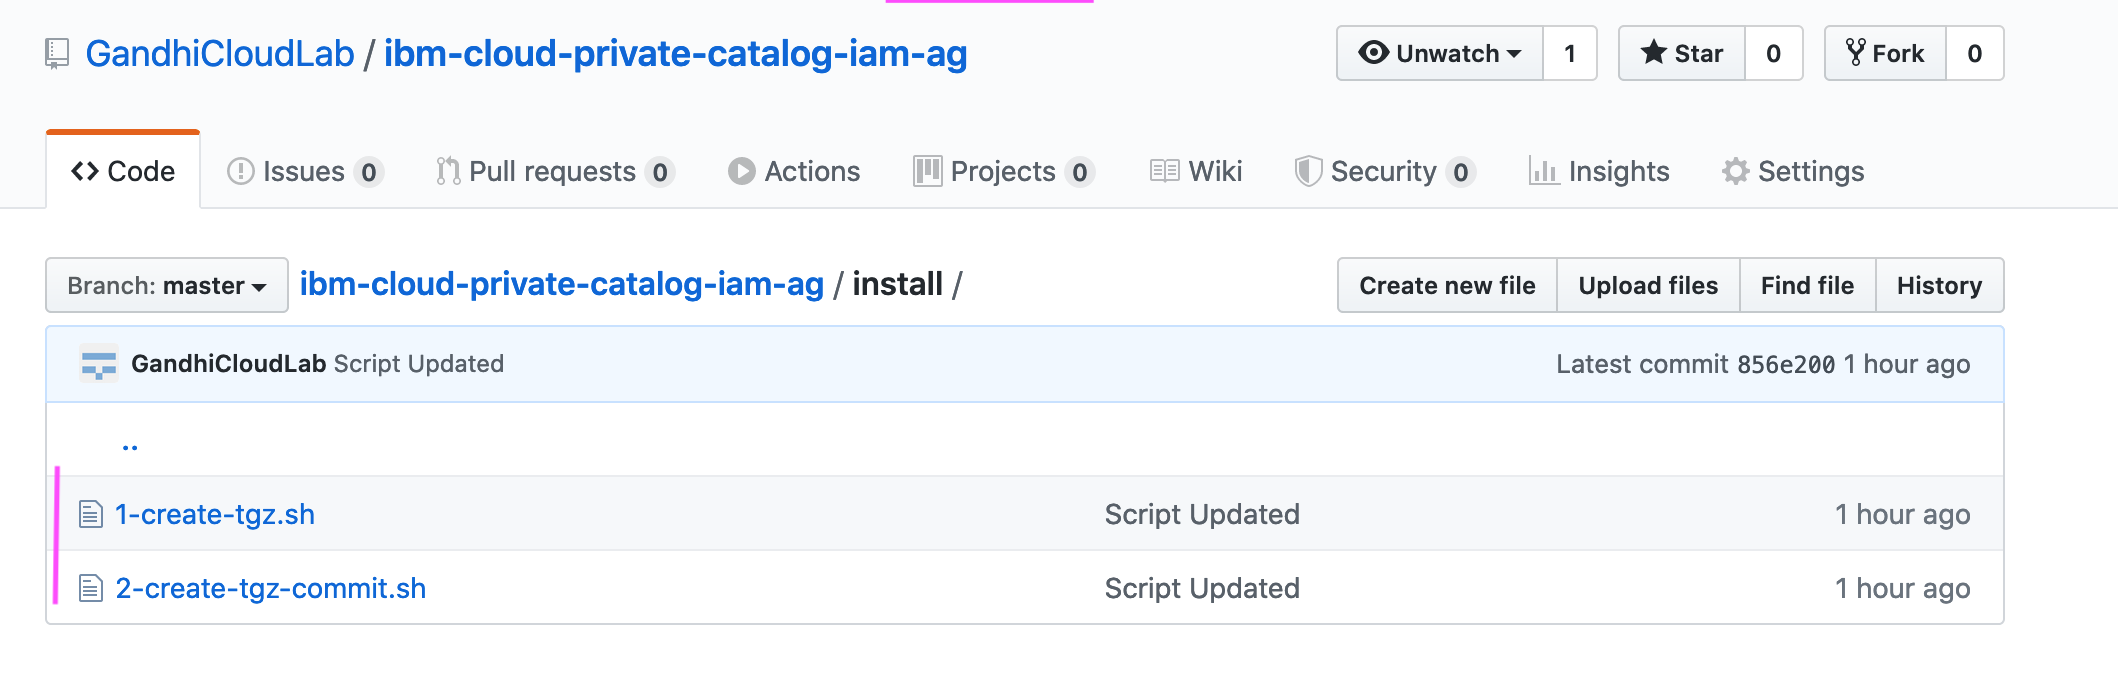 GandhiCloudLab / ibm-cloud-private-catalog-iam-ag
Unwatch 1 Star 0 Fork 0
Code Issues 0 Pull requests 0 Actions Projects 0 Wiki Security 0 Insights Settings
Branch: master ibm-cloud-private-catalog-iam-ag / install / Create new file Upload files Find file History
GandhiCloudLab Script Updated Latest commit 856e200 1 hour ago
..
1-create-tgz.sh Script Updated 1 hour ago
2-create-tgz-commit.sh Script Updated 1 hour ago